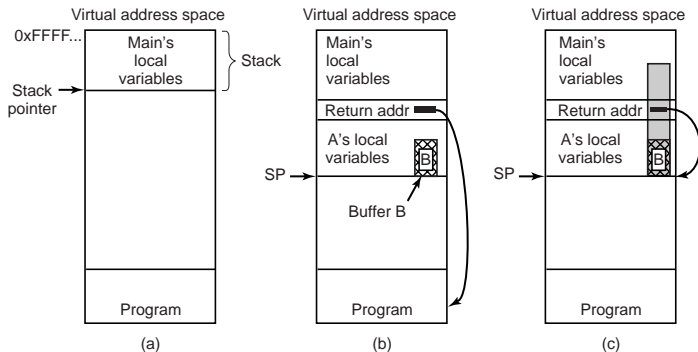 Virtual address space
0xFFFF...
Main's
local
variables
Stack
Stack
pointer
Program
(a)
Virtual address space
Main's
local
variables
Return addr
A's local
variables
B
SP
Buffer B
Program
(b)
Virtual address space
Main's
local
variables
Return addr
A's local
variables
B
SP
Program
(c)